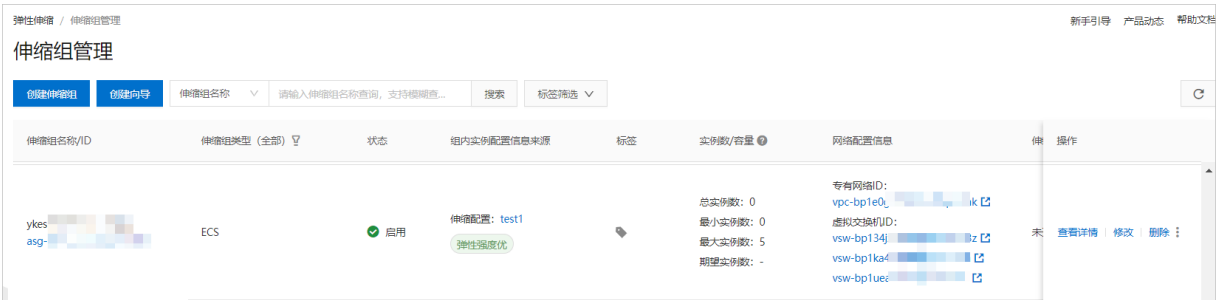 弹性伸缩 / 伸缩组管理
新手引导 产品动态 帮助文档
伸缩组管理
创建伸缩组 创建向导 伸缩组名称 请输入伸缩组名称查询，支持模糊查... 搜索 标签筛选
伸缩组名称/ID 伸缩组类型（全部） 状态 组内实例配置信息来源 标签 实例数/容量 网络配置信息 伸 操作
ykes
asg-
ECS
启用
伸缩配置：test1
弹性强度优
总实例数：0
最小实例数：0
最大实例数：5
期望实例数：-
专有网络ID：
vpc-bp1e0
虚拟交换机ID：
vsw-bp134j
vsw-bp1ka4
vsw-bp1uea
未
查看详情 修改 删除